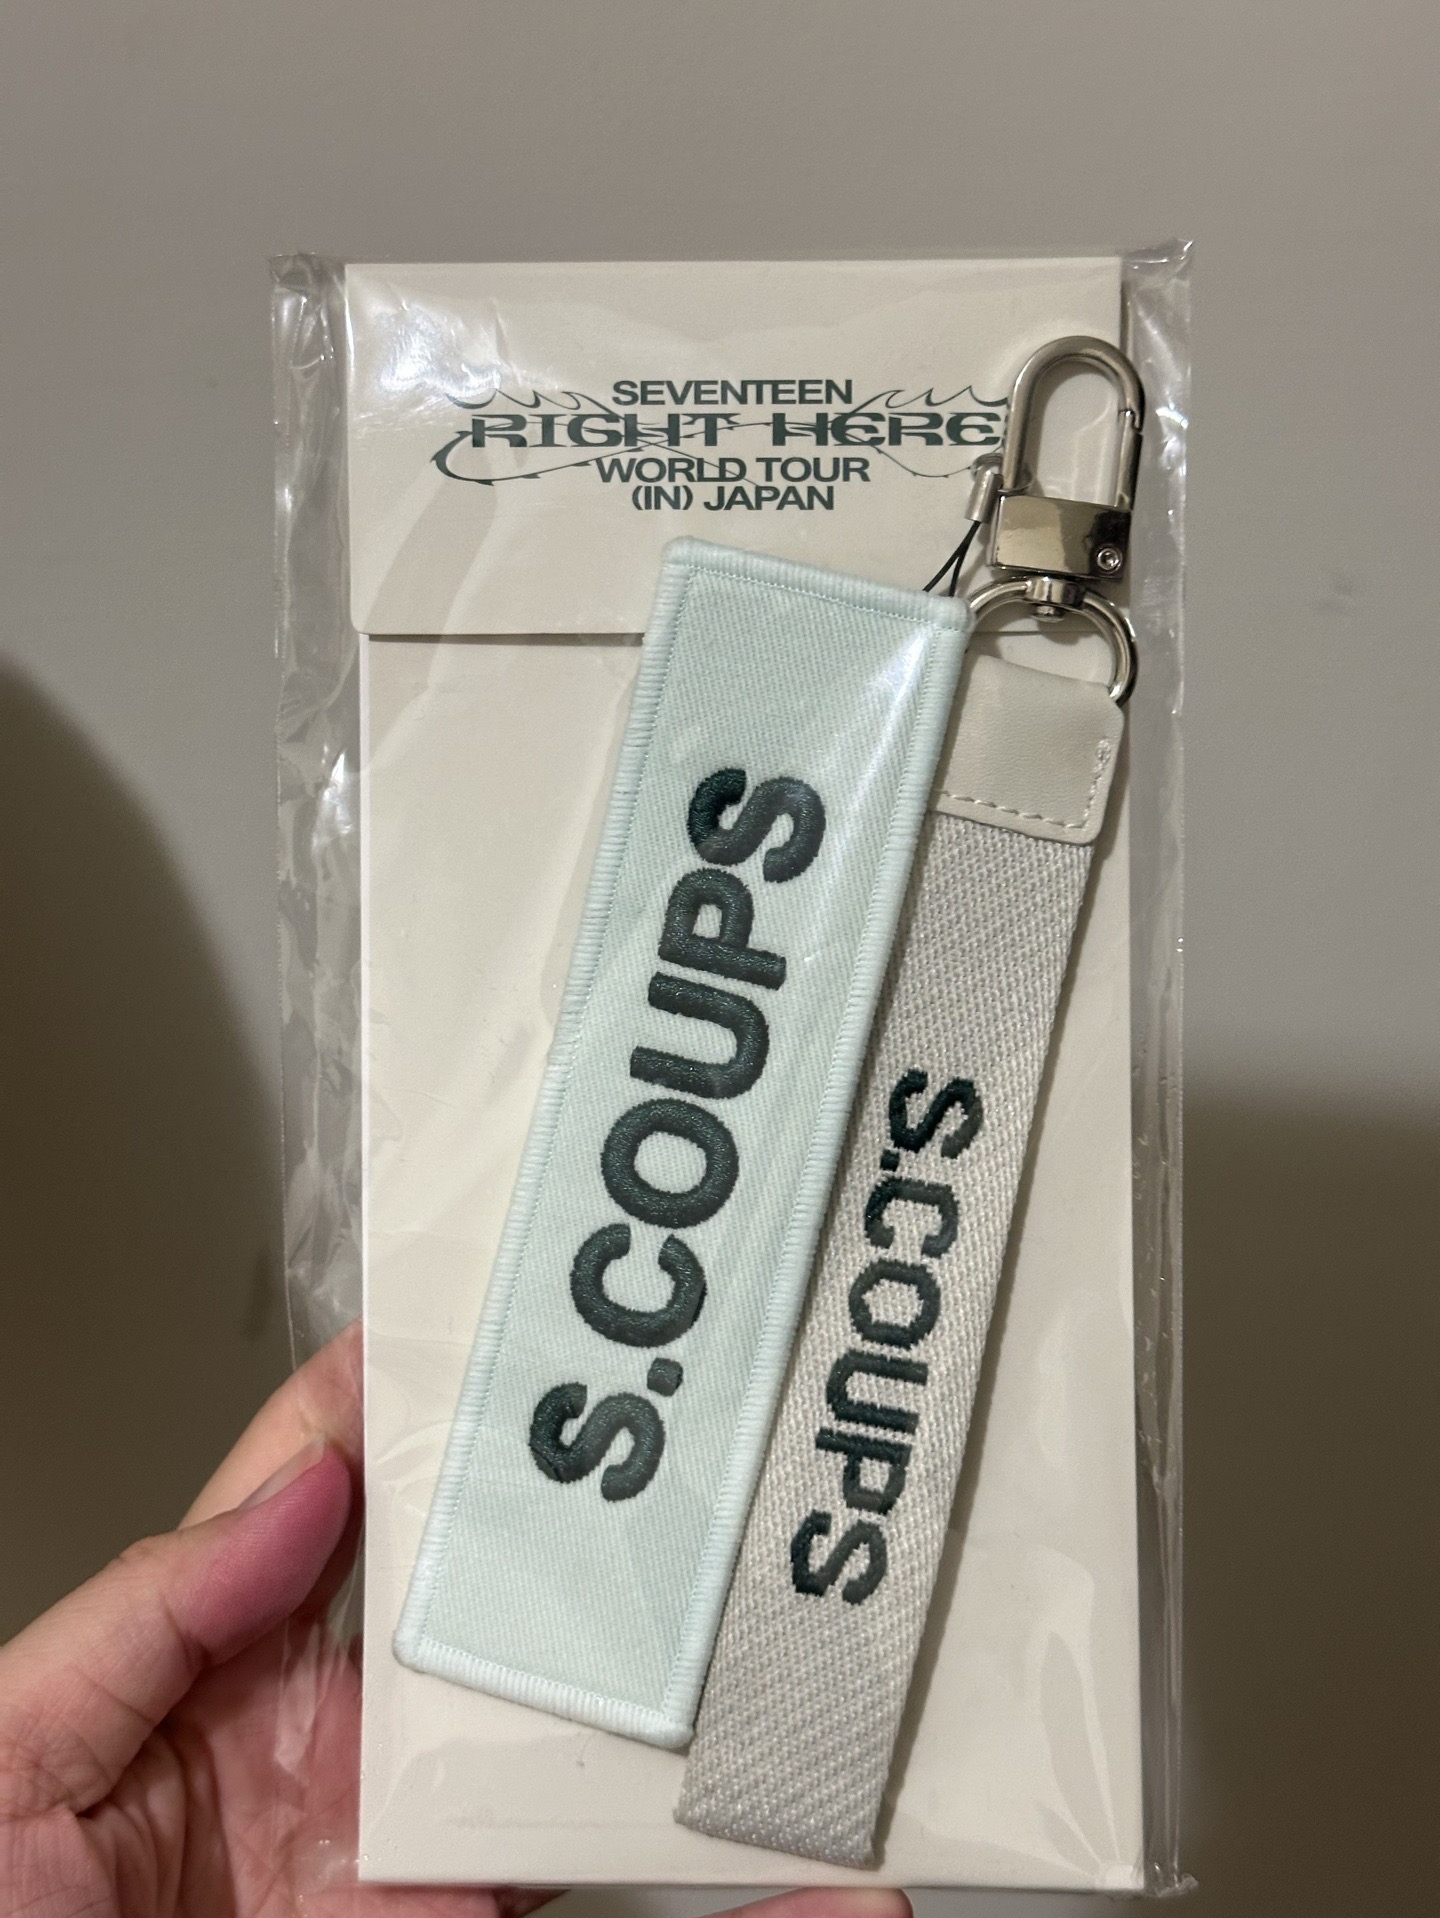 SEVENTEEN
RIGHT HERE
WORLD TOUR
(IN) JAPAN
S.COUPS
S.COUPS